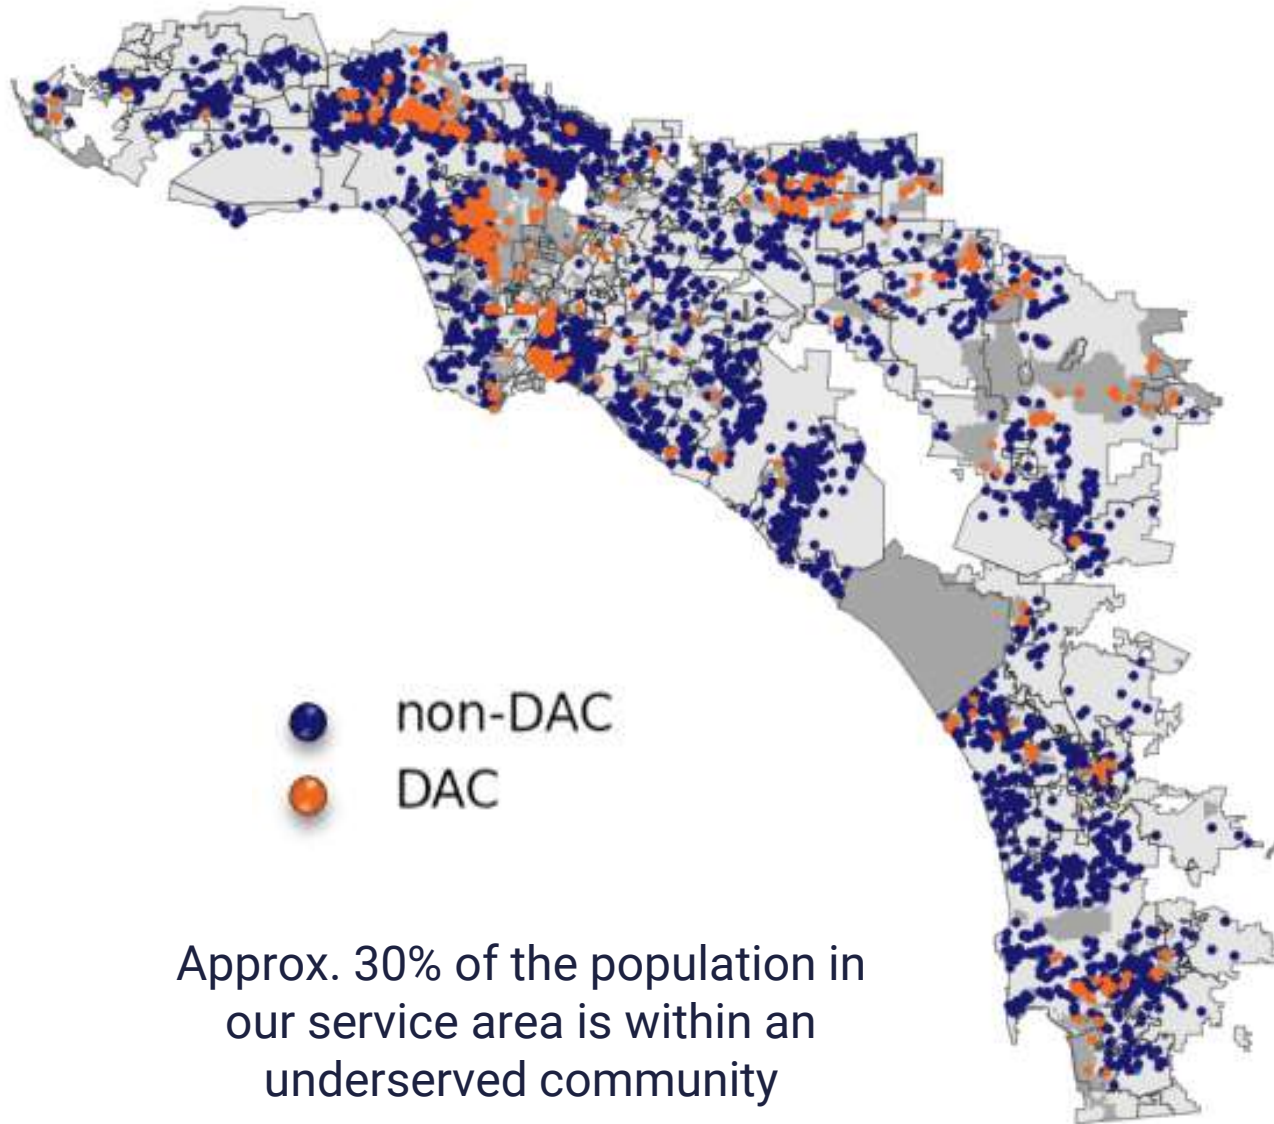 non-DAC
DAC
Approx. 30% of the population in
our service area is within an
underserved community